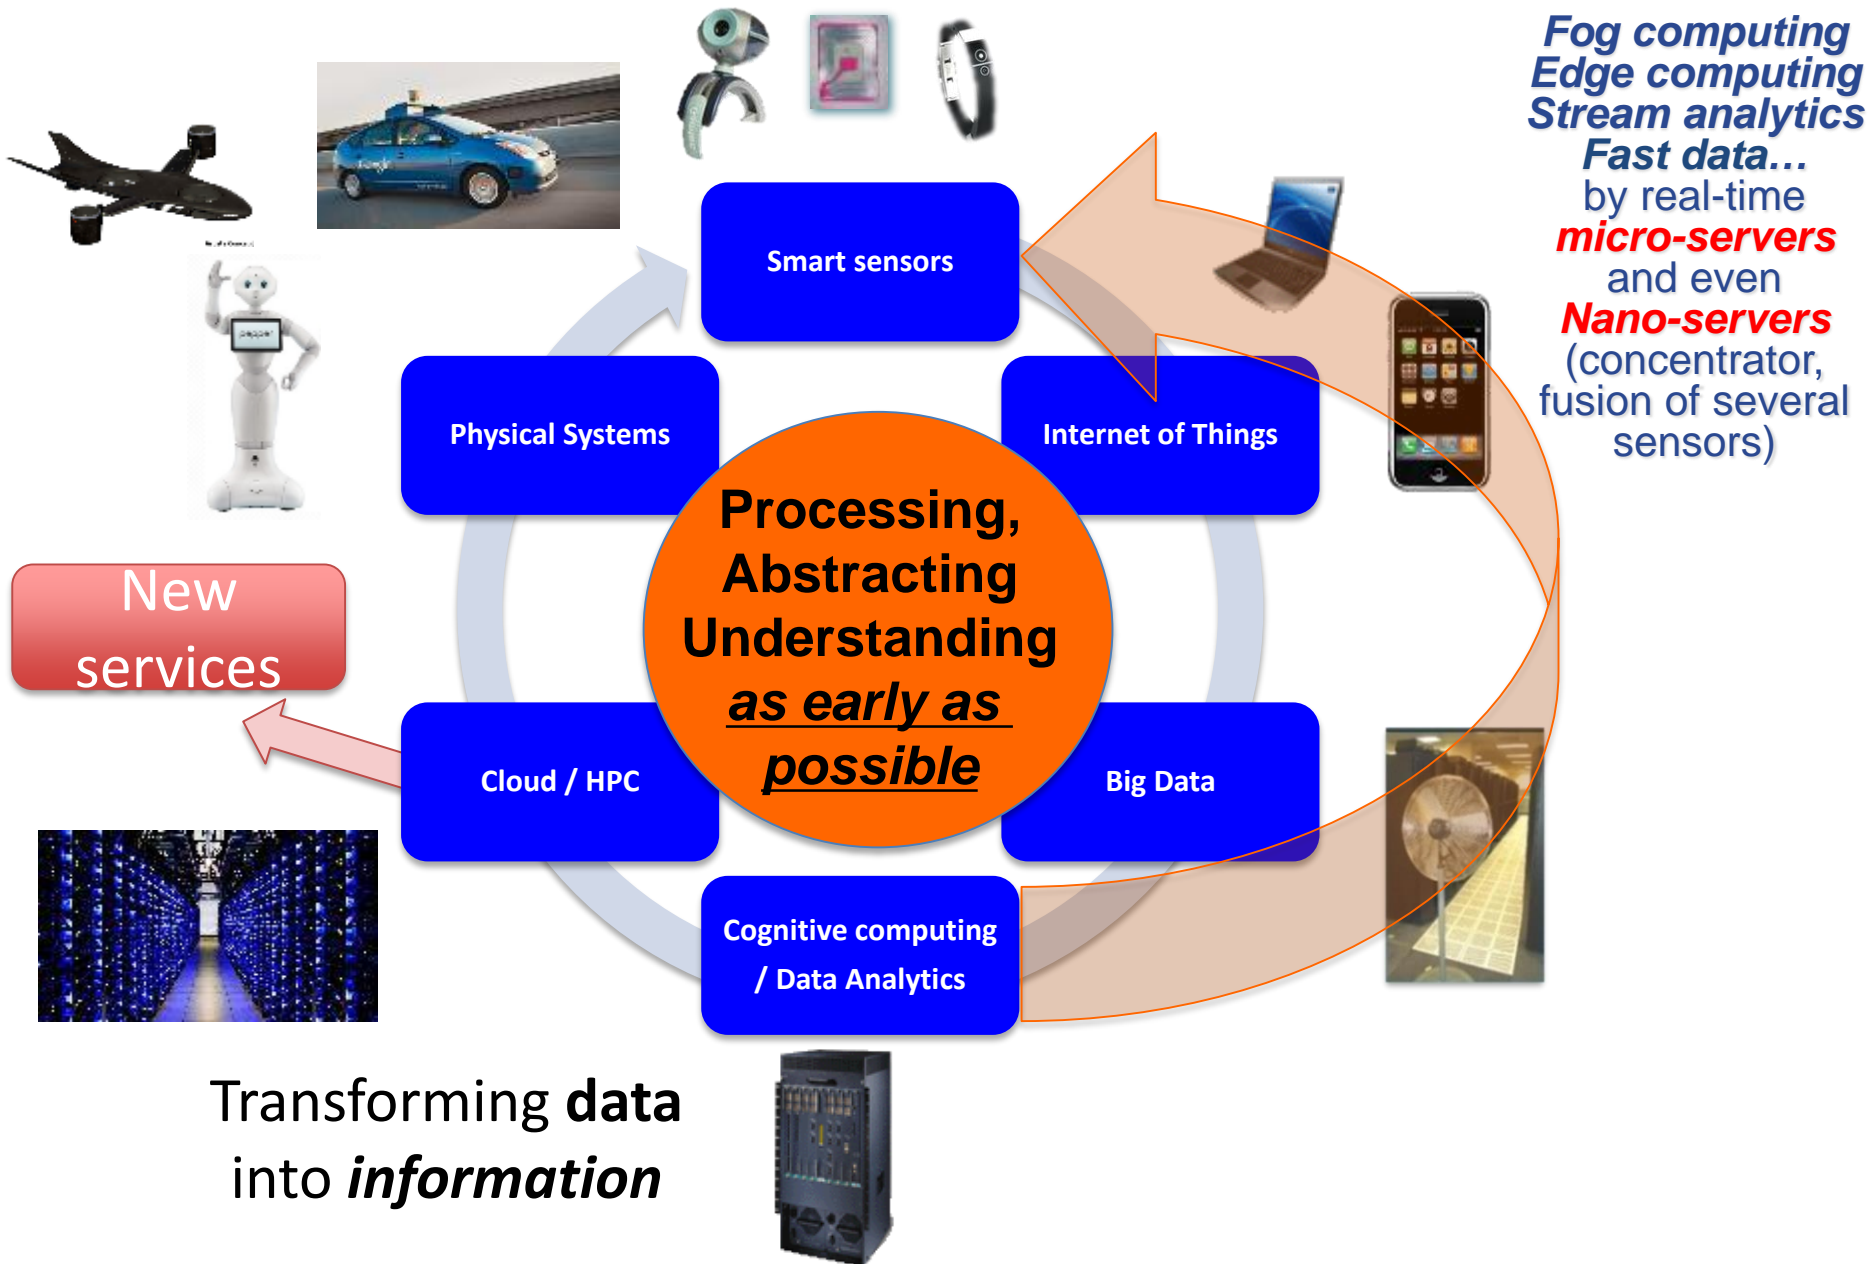 Fog computing
Edge computing
Stream analytics
Fast data…
by real-time
micro-servers
and even
Nano-servers
(concentrator,
fusion of several
sensors)
Smart sensors
Physical Systems
Internet of Things
pepper
Processing,
Abstracting
Understanding
as early as
possible
New
services
Cloud / HPC
Big Data
Cognitive computing
/ Data Analytics
Transforming data
into information